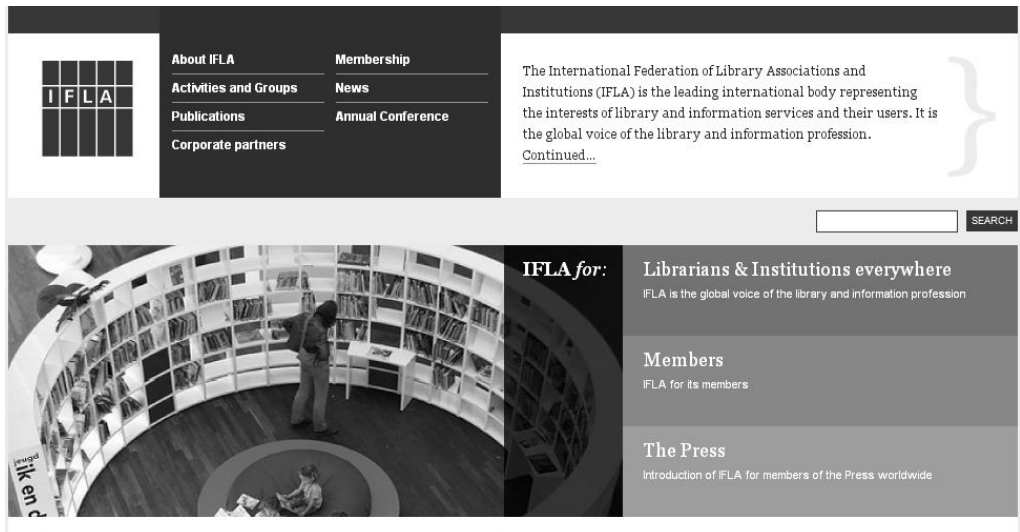 IFLA
About IFLA
Activities and Groups
Publications
Corporate partners
Membership
News
Annual Conference
The International Federation of Library Associations and
Institutions (IFLA) is the leading international body representing
the interests of library and information services and their users. It is
the global voice of the library and information profession.
Continued...
SEARCH
jeugd
ik en d
IFLA for:
Librarians & Institutions everywhere
IFLA is the global voice of the library and information profession
Members
IFLA for its members
The Press
Introduction of IFLA for members of the Press worldwide